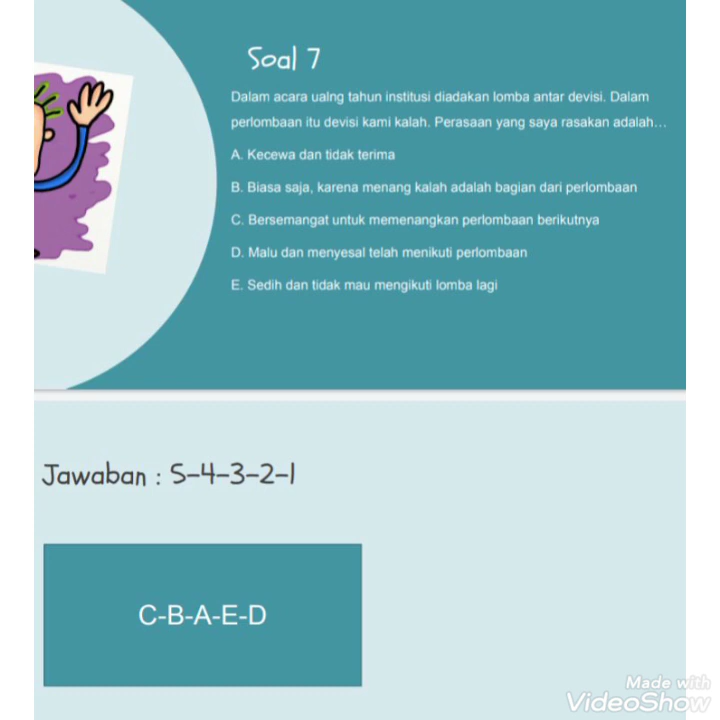 Soal 7
Dalam acara ualng tahun institusi diadakan lomba antar devisi. Dalam
perlombaan itu devisi kami kalah. Perasaan yang saya rasakan adalah…
A. Kecewa dan tidak terima
B. Biasa saja, karena menang kalah adalah bagian dari perlombaan
C. Bersemangat untuk memenangkan perlombaan berikutnya
D. Malu dan menyesal telah menikuti perlombaan
E. Sedih dan tidak mau mengikuti lomba lagi
Jawaban : 5-4-3-2-1
C-B-A-E-D
Made with
VideoShow